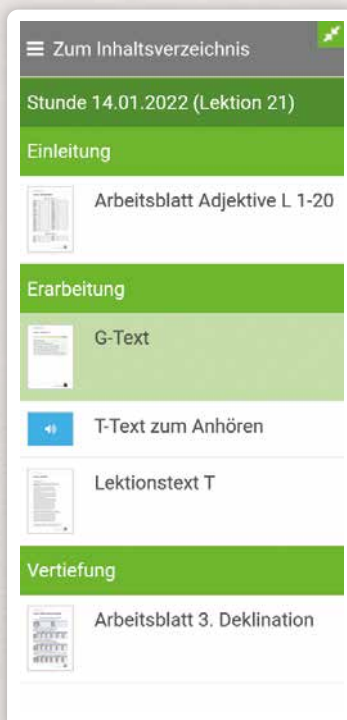 Zum Inhaltsverzeichnis
Stunde 14.01.2022 (Lektion 21)
Einleitung
Arbeitsblatt Adjektive L 1-20
Erarbeitung
G-Text
T-Text zum Anhören
Lektionstext T
Vertiefung
Arbeitsblatt 3. Deklination